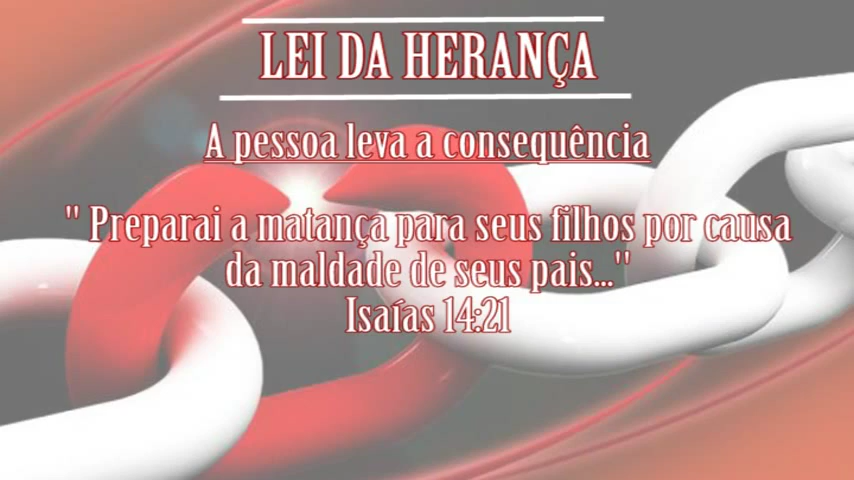 LEI DA HERANÇA
A pessoa leva a consequência
" Preparai a matança para seus filhos por causa
da maldade de seus pais..."
Isaías 14:21